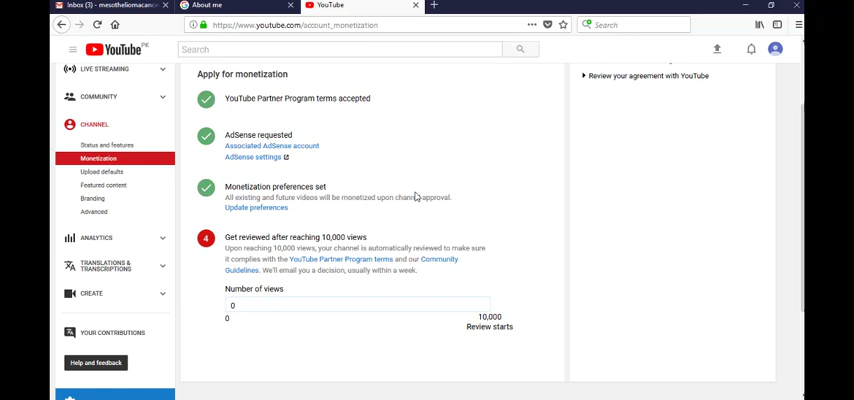 Inbox (3) - mesotheliomacanc
About me
YouTube
https://www.youtube.com/account_monetization
Search
YouTube PK
Search
LIVE STREAMING
COMMUNITY
CHANNEL
Status and features
Monetization
Upload defaults
Featured content
Branding
Advanced
ANALYTICS
TRANSLATIONS &
TRANSCRIPTIONS
CREATE
YOUR CONTRIBUTIONS
Help and feedback
Apply for monetization
YouTube Partner Program terms accepted
AdSense requested
Associated AdSense account
AdSense settings
Monetization preferences set
All existing and future videos will be monetized upon channel approval.
Update preferences
4
Get reviewed after reaching 10,000 views
Upon reaching 10,000 views, your channel is automatically reviewed to make sure
it complies with the YouTube Partner Program terms and our Community
Guidelines. We'll email you a decision, usually within a week.
Number of views
0
0
10,000
Review starts
Review your agreement with YouTube